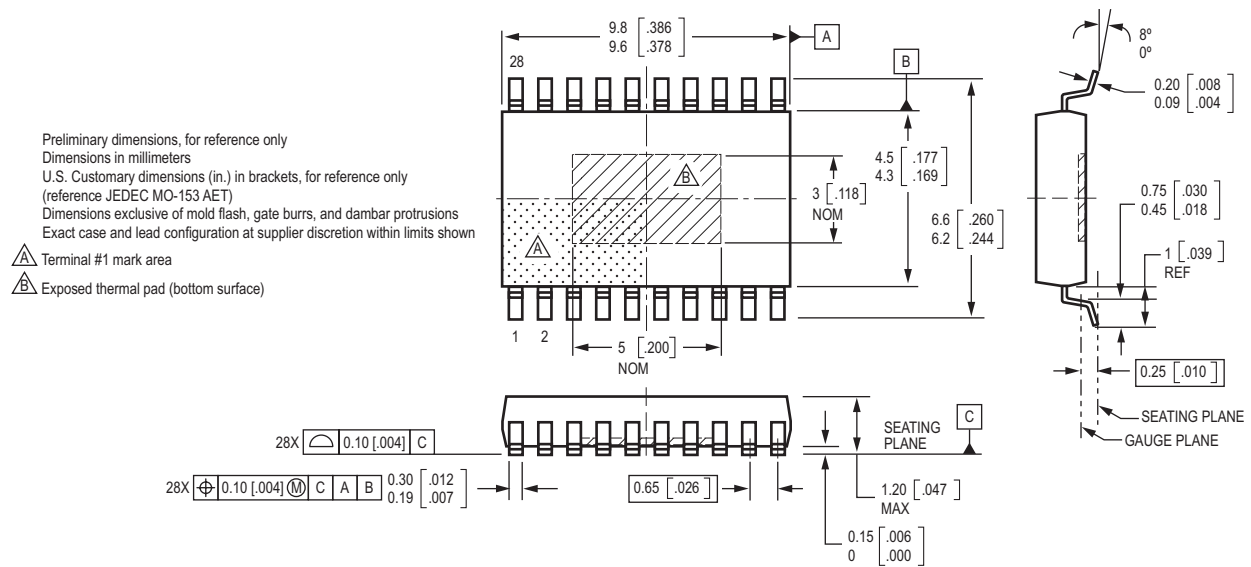 9.8 [.386]
9.6 [.378]
A
28
B
8º
0º
0.20 [.008]
0.09 [.004]
Preliminary dimensions, for reference only
Dimensions in millimeters
U.S. Customary dimensions (in.) in brackets, for reference only
(reference JEDEC MO-153 AET)
Dimensions exclusive of mold flash, gate burrs, and dambar protrusions
Exact case and lead configuration at supplier discretion within limits shown
A Terminal #1 mark area
B Exposed thermal pad (bottom surface)
B
A
3 [.118]
NOM
4.5 [.177]
4.3 [.169]
6.6 [.260]
6.2 [.244]
0.75 [.030]
0.45 [.018]
1 [.039]
REF
1 2
5 [.200]
NOM
0.25 [.010]
SEATING PLANE
GAUGE PLANE
28X ⌓ 0.10 [.004] C
SEATING
PLANE
C
28X ⌖ 0.10 [.004] Ⓜ C A B
0.30 [.012]
0.19 [.007]
0.65 [.026]
1.20 [.047]
MAX
0.15 [.006]
0 [.000]